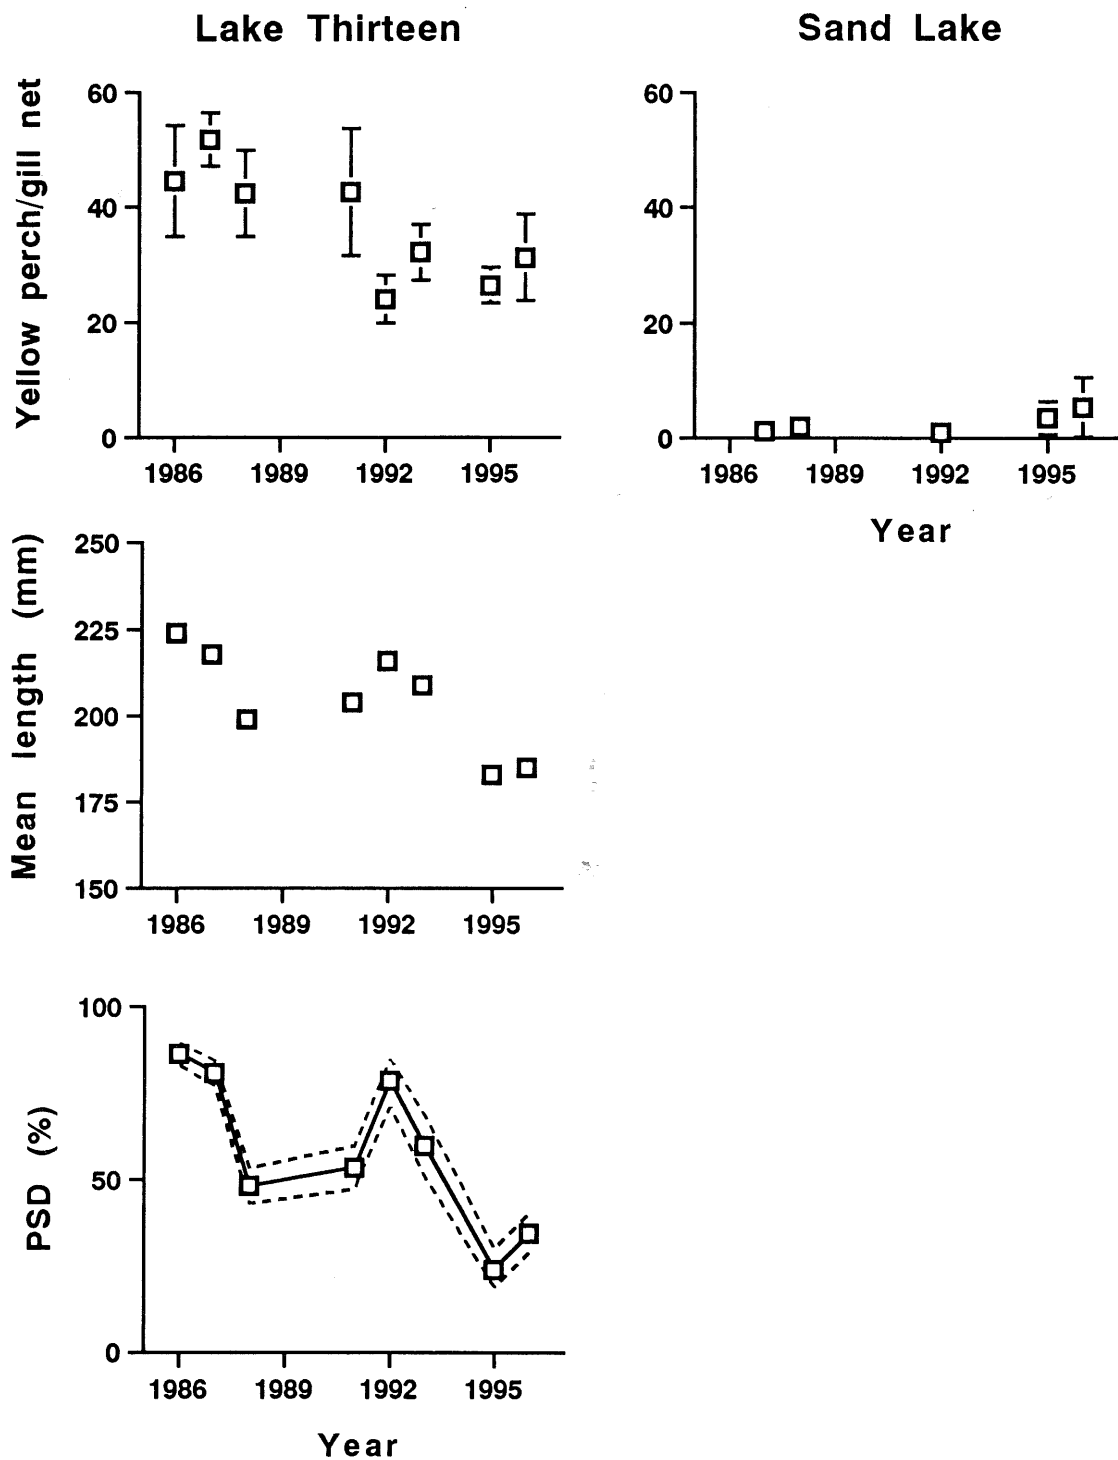 Lake Thirteen
Sand Lake
Yellow perch/gill net
60
40
20
0
1986 1989 1992 1995
60
40
20
0
1986 1989 1992 1995
Year
Mean length (mm)
250
225
200
175
150
1986 1989 1992 1995
PSD (%)
100
50
0
1986 1989 1992 1995
Year